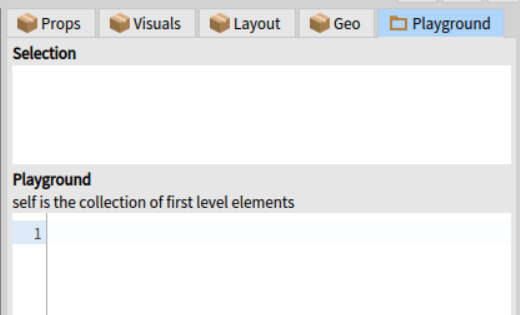 Props Visuals Layout Geo Playground
Selection
Playground
self is the collection of first level elements
1